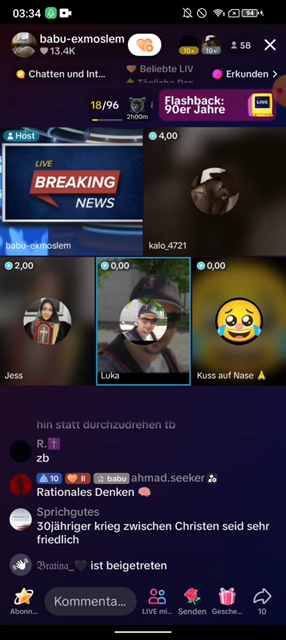 03:34
94
babu-exmoslem
13.4K
10+
10+
58
Chatten und Int...
Beliebte LIV
Erkunden
18/96
2h00m
Flashback:
90er Jahre
LIVE
Host
LIVE
BREAKING
NEWS
babu-exmoslem
4,00
kalo_4721
2,00
Jess
0,00
Luka
0,00
Kuss auf Nase 🙏
hin statt durchzudrehen tb
R.✝️
zb
10 II babu ahmad.seeker
Rationales Denken 🧠
Sprichgutes
30jähriger krieg zwischen Christen seid sehr
friedlich
𝔅𝔯𝔞𝔱𝔦𝔫𝔞_🖤 ist beigetreten
Abonn...
Kommenta...
LIVE mi...
Senden
Gesche...
10